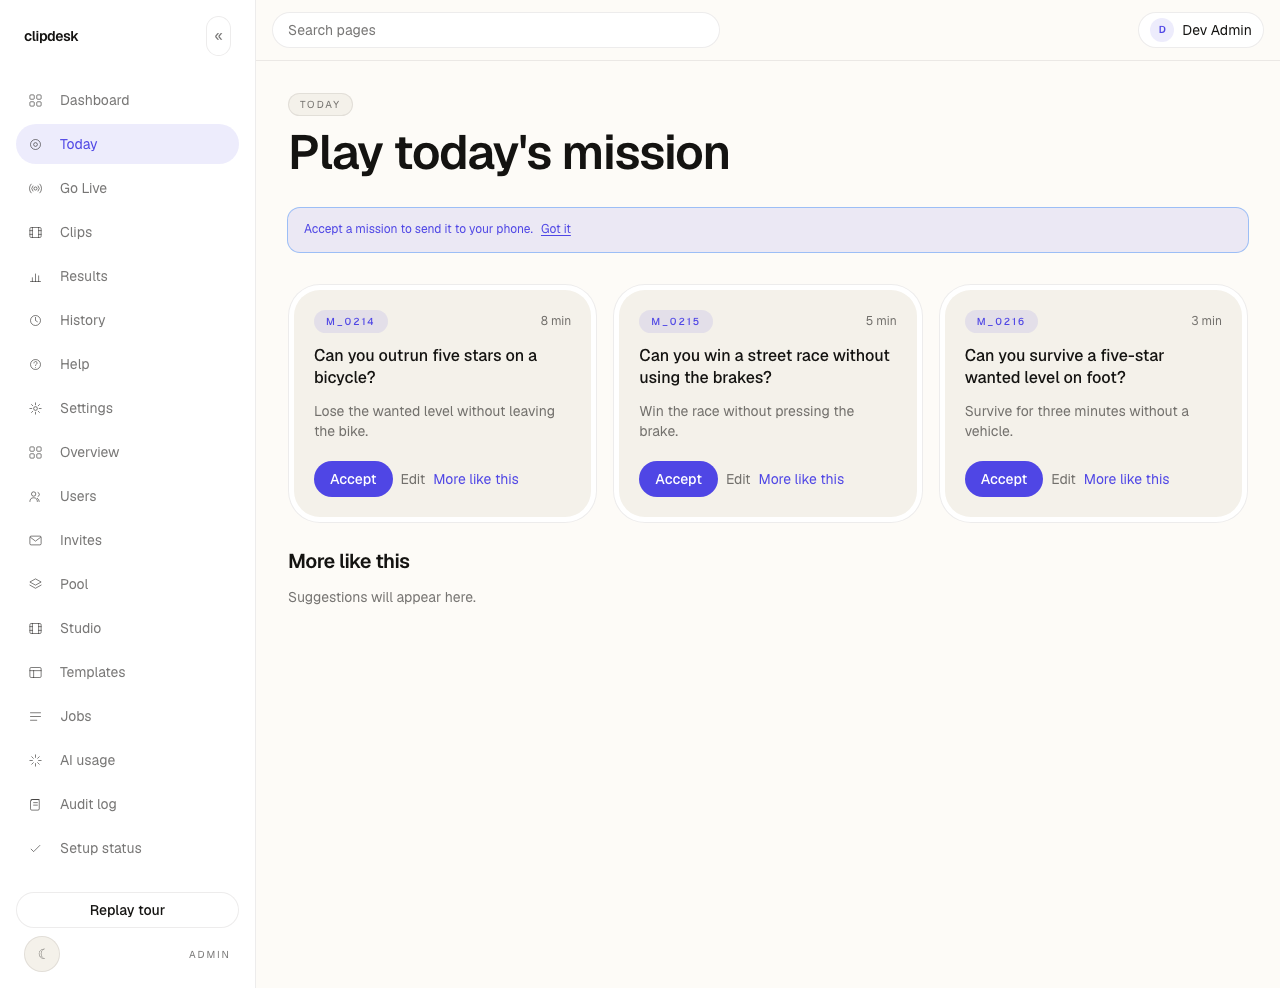 clipdesk
«
Search pages
D
Dev Admin
Dashboard
Today
Go Live
Clips
Results
History
Help
Settings
Overview
Users
Invites
Pool
Studio
Templates
Jobs
AI usage
Audit log
Setup status
Replay tour
ADMIN
TODAY
Play today's mission
Accept a mission to send it to your phone. Got it
M_0214
8 min
Can you outrun five stars on a
bicycle?
Lose the wanted level without leaving
the bike.
Accept Edit More like this
M_0215
5 min
Can you win a street race without
using the brakes?
Win the race without pressing the
brake.
Accept Edit More like this
M_0216
3 min
Can you survive a five-star
wanted level on foot?
Survive for three minutes without a
vehicle.
Accept Edit More like this
More like this
Suggestions will appear here.